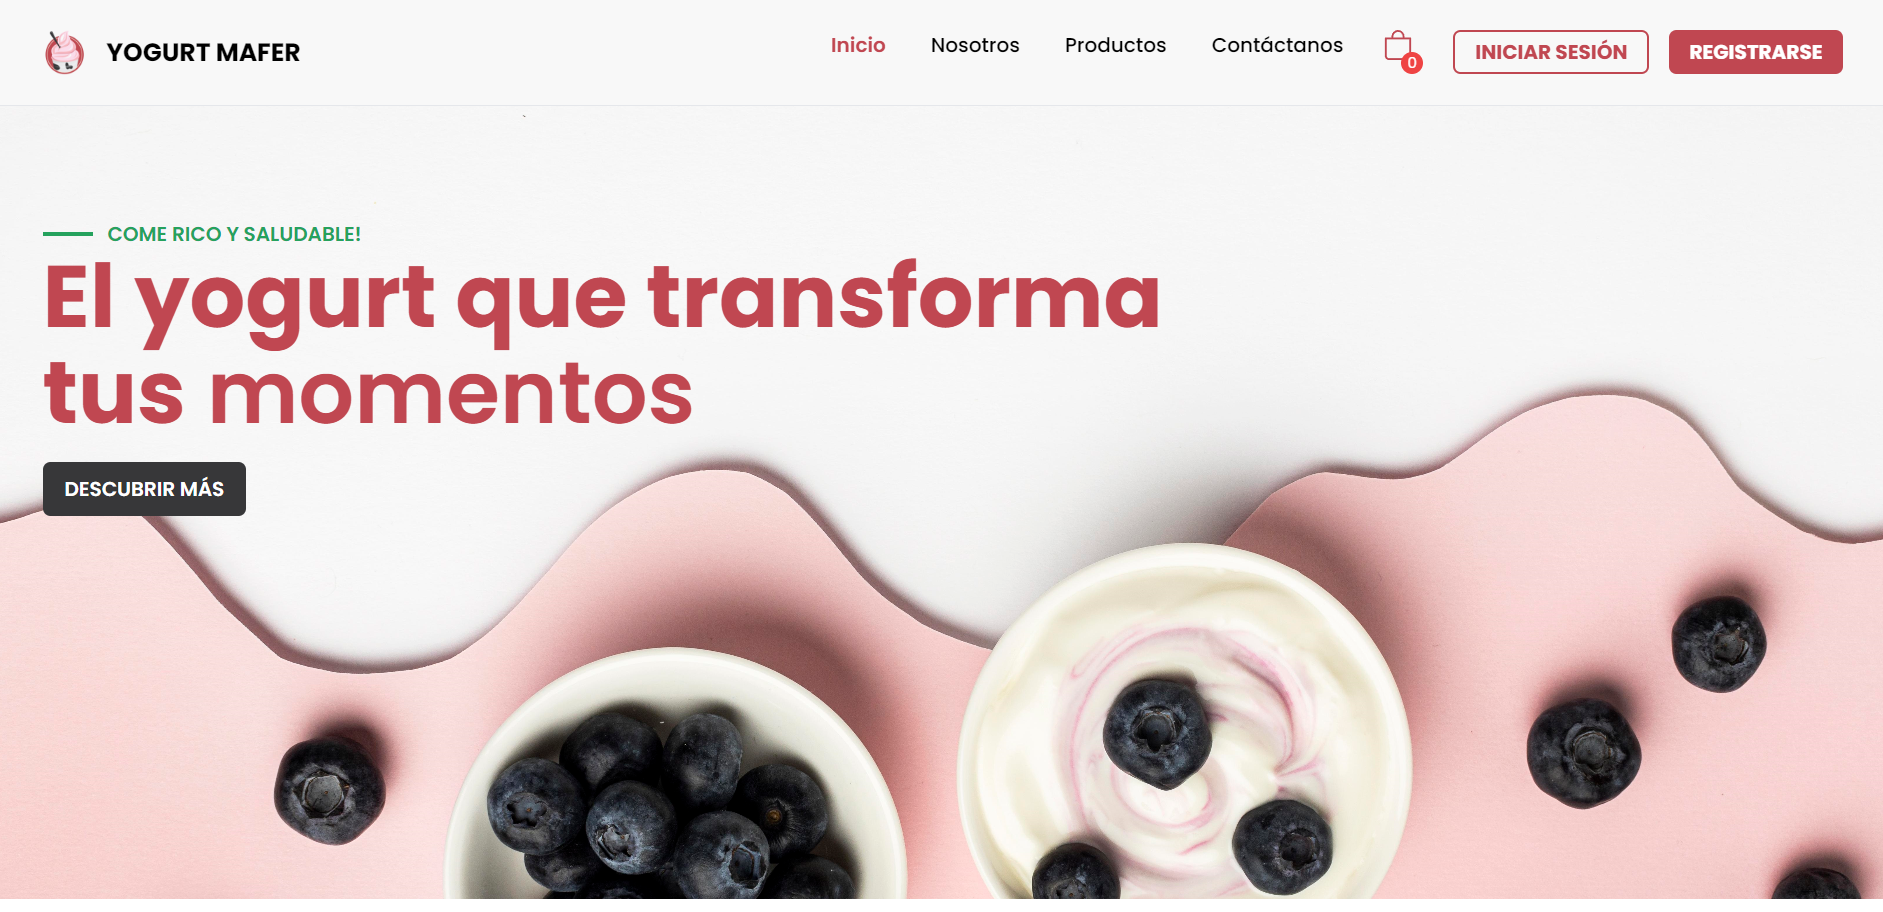 YOGURT MAFER
Inicio
Nosotros
Productos
Contáctanos
0
INICIAR SESIÓN
REGISTRARSE
COME RICO Y SALUDABLE!
El yogurt que transforma
tus momentos
DESCUBRIR MÁS